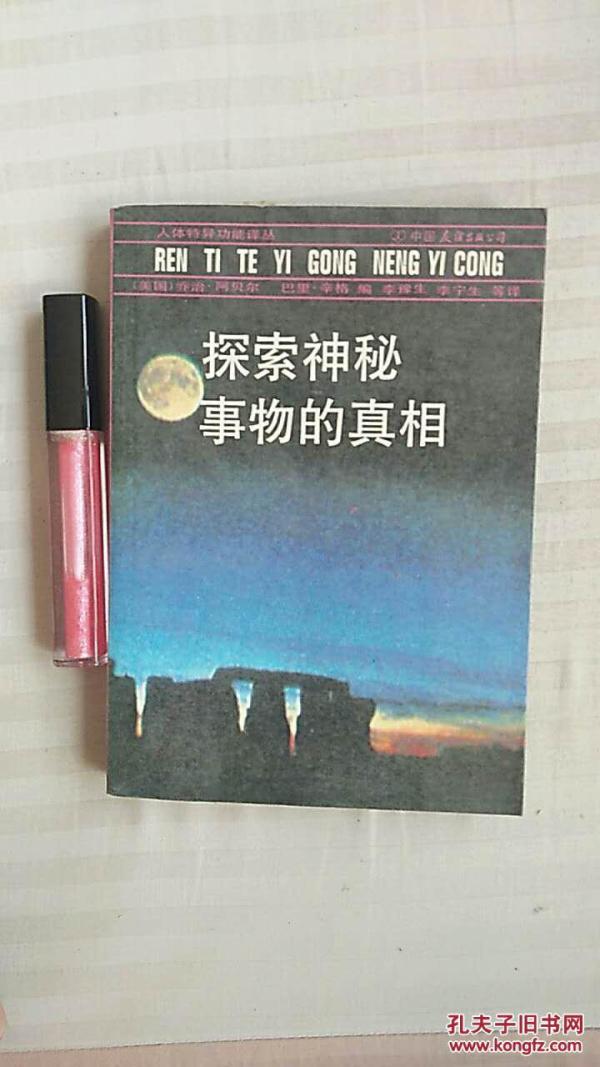 人体特异功能译丛 中国友谊出版公司
REN TI TE YI GONG NENG YI CONG
(美国)乔治·阿贝尔 巴里·辛格 编 李豫生 李宁生 等译
探索神秘
事物的真相
孔夫子旧书网
www.kongfz.com